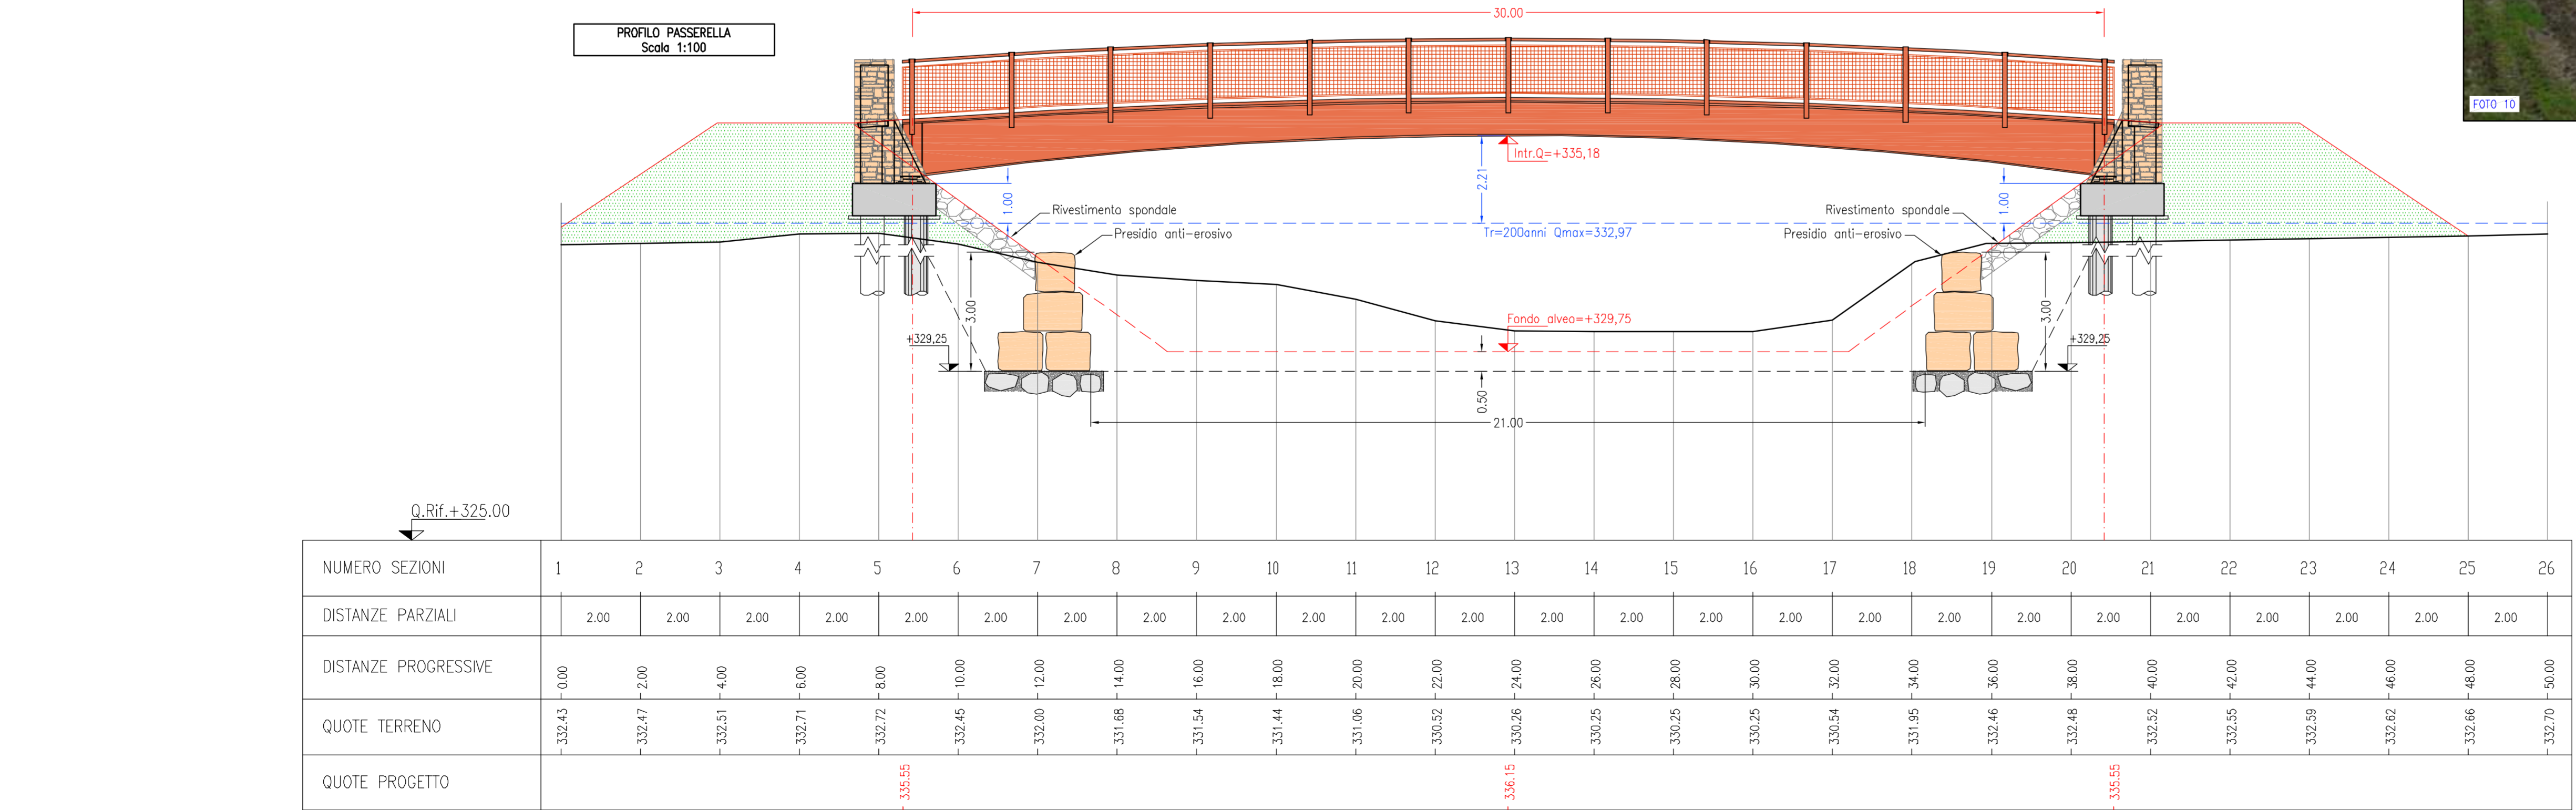 30.00
PROFILO PASSERELLA
Scala 1:100
FOTO 10
Intr.Q=+335,18
2.21
1.00
1.00
Rivestimento spondale
Rivestimento spondale
Tr=200anni Qmax=332,97
Presidio anti-erosivo
Presidio anti-erosivo
3.00
3.00
Fondo alveo=+329,75
+329,25
+329,25
0.50
21.00
Q.Rif.+325.00
NUMERO SEZIONI 1 2 3 4 5 6 7 8 9 10 11 12 13 14 15 16 17 18 19 20 21 22 23 24 25 26
DISTANZE PARZIALI 2.00 2.00 2.00 2.00 2.00 2.00 2.00 2.00 2.00 2.00 2.00 2.00 2.00 2.00 2.00 2.00 2.00 2.00 2.00 2.00 2.00 2.00 2.00 2.00 2.00
DISTANZE PROGRESSIVE 0.00 2.00 4.00 6.00 8.00 10.00 12.00 14.00 16.00 18.00 20.00 22.00 24.00 26.00 28.00 30.00 32.00 34.00 36.00 38.00 40.00 42.00 44.00 46.00 48.00 50.00
QUOTE TERRENO 332.43 332.47 332.51 332.71 332.72 332.45 332.00 331.68 331.54 331.44 331.06 330.52 330.26 330.25 330.25 330.25 330.54 331.95 332.46 332.48 332.52 332.55 332.59 332.62 332.66 332.70
QUOTE PROGETTO 335.55 336.15 335.55